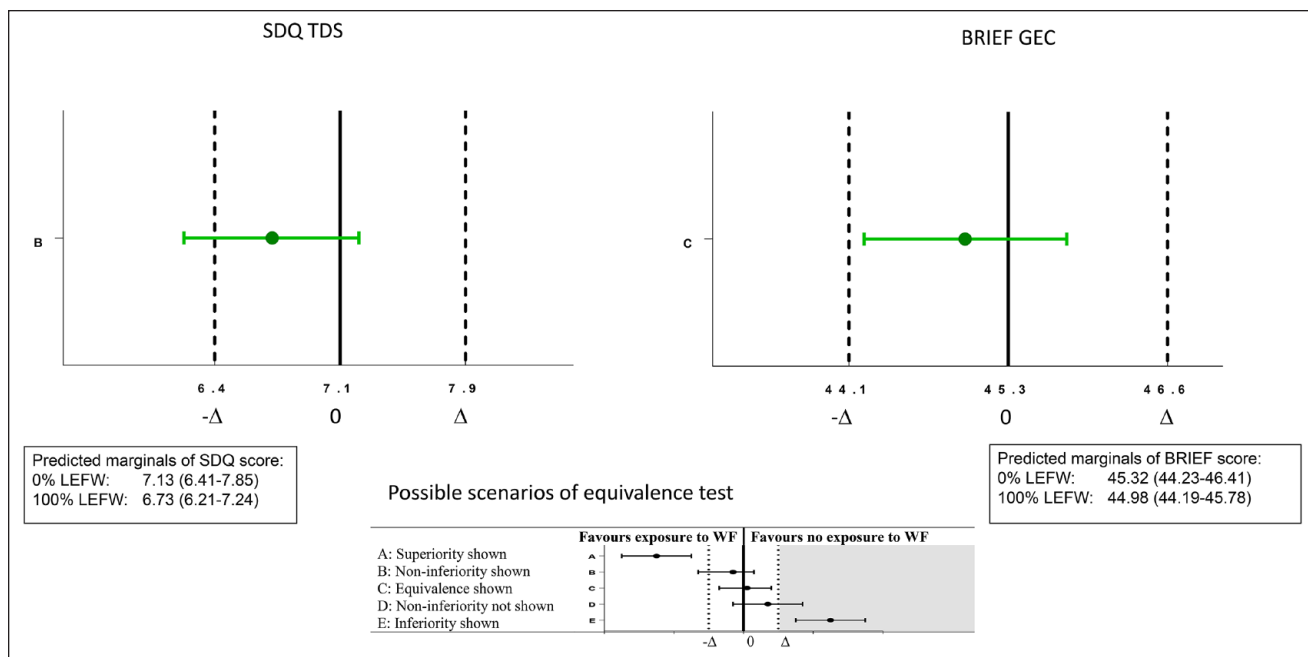 SDQ TDS
B
6.4 7.1 7.9
-Δ 0 Δ
Predicted marginals of SDQ score:
0% LEFW: 7.13 (6.41-7.85)
100% LEFW: 6.73 (6.21-7.24)
BRIEF GEC
C
44.1 45.3 46.6
-Δ 0 Δ
Predicted marginals of BRIEF score:
0% LEFW: 45.32 (44.23-46.41)
100% LEFW: 44.98 (44.19-45.78)
Possible scenarios of equivalence test
Favours exposure to WF Favours no exposure to WF
A: Superiority shown A
B: Non-inferiority shown B
C: Equivalence shown C
D: Non-inferiority not shown D
E: Inferiority shown E
-Δ 0 Δ